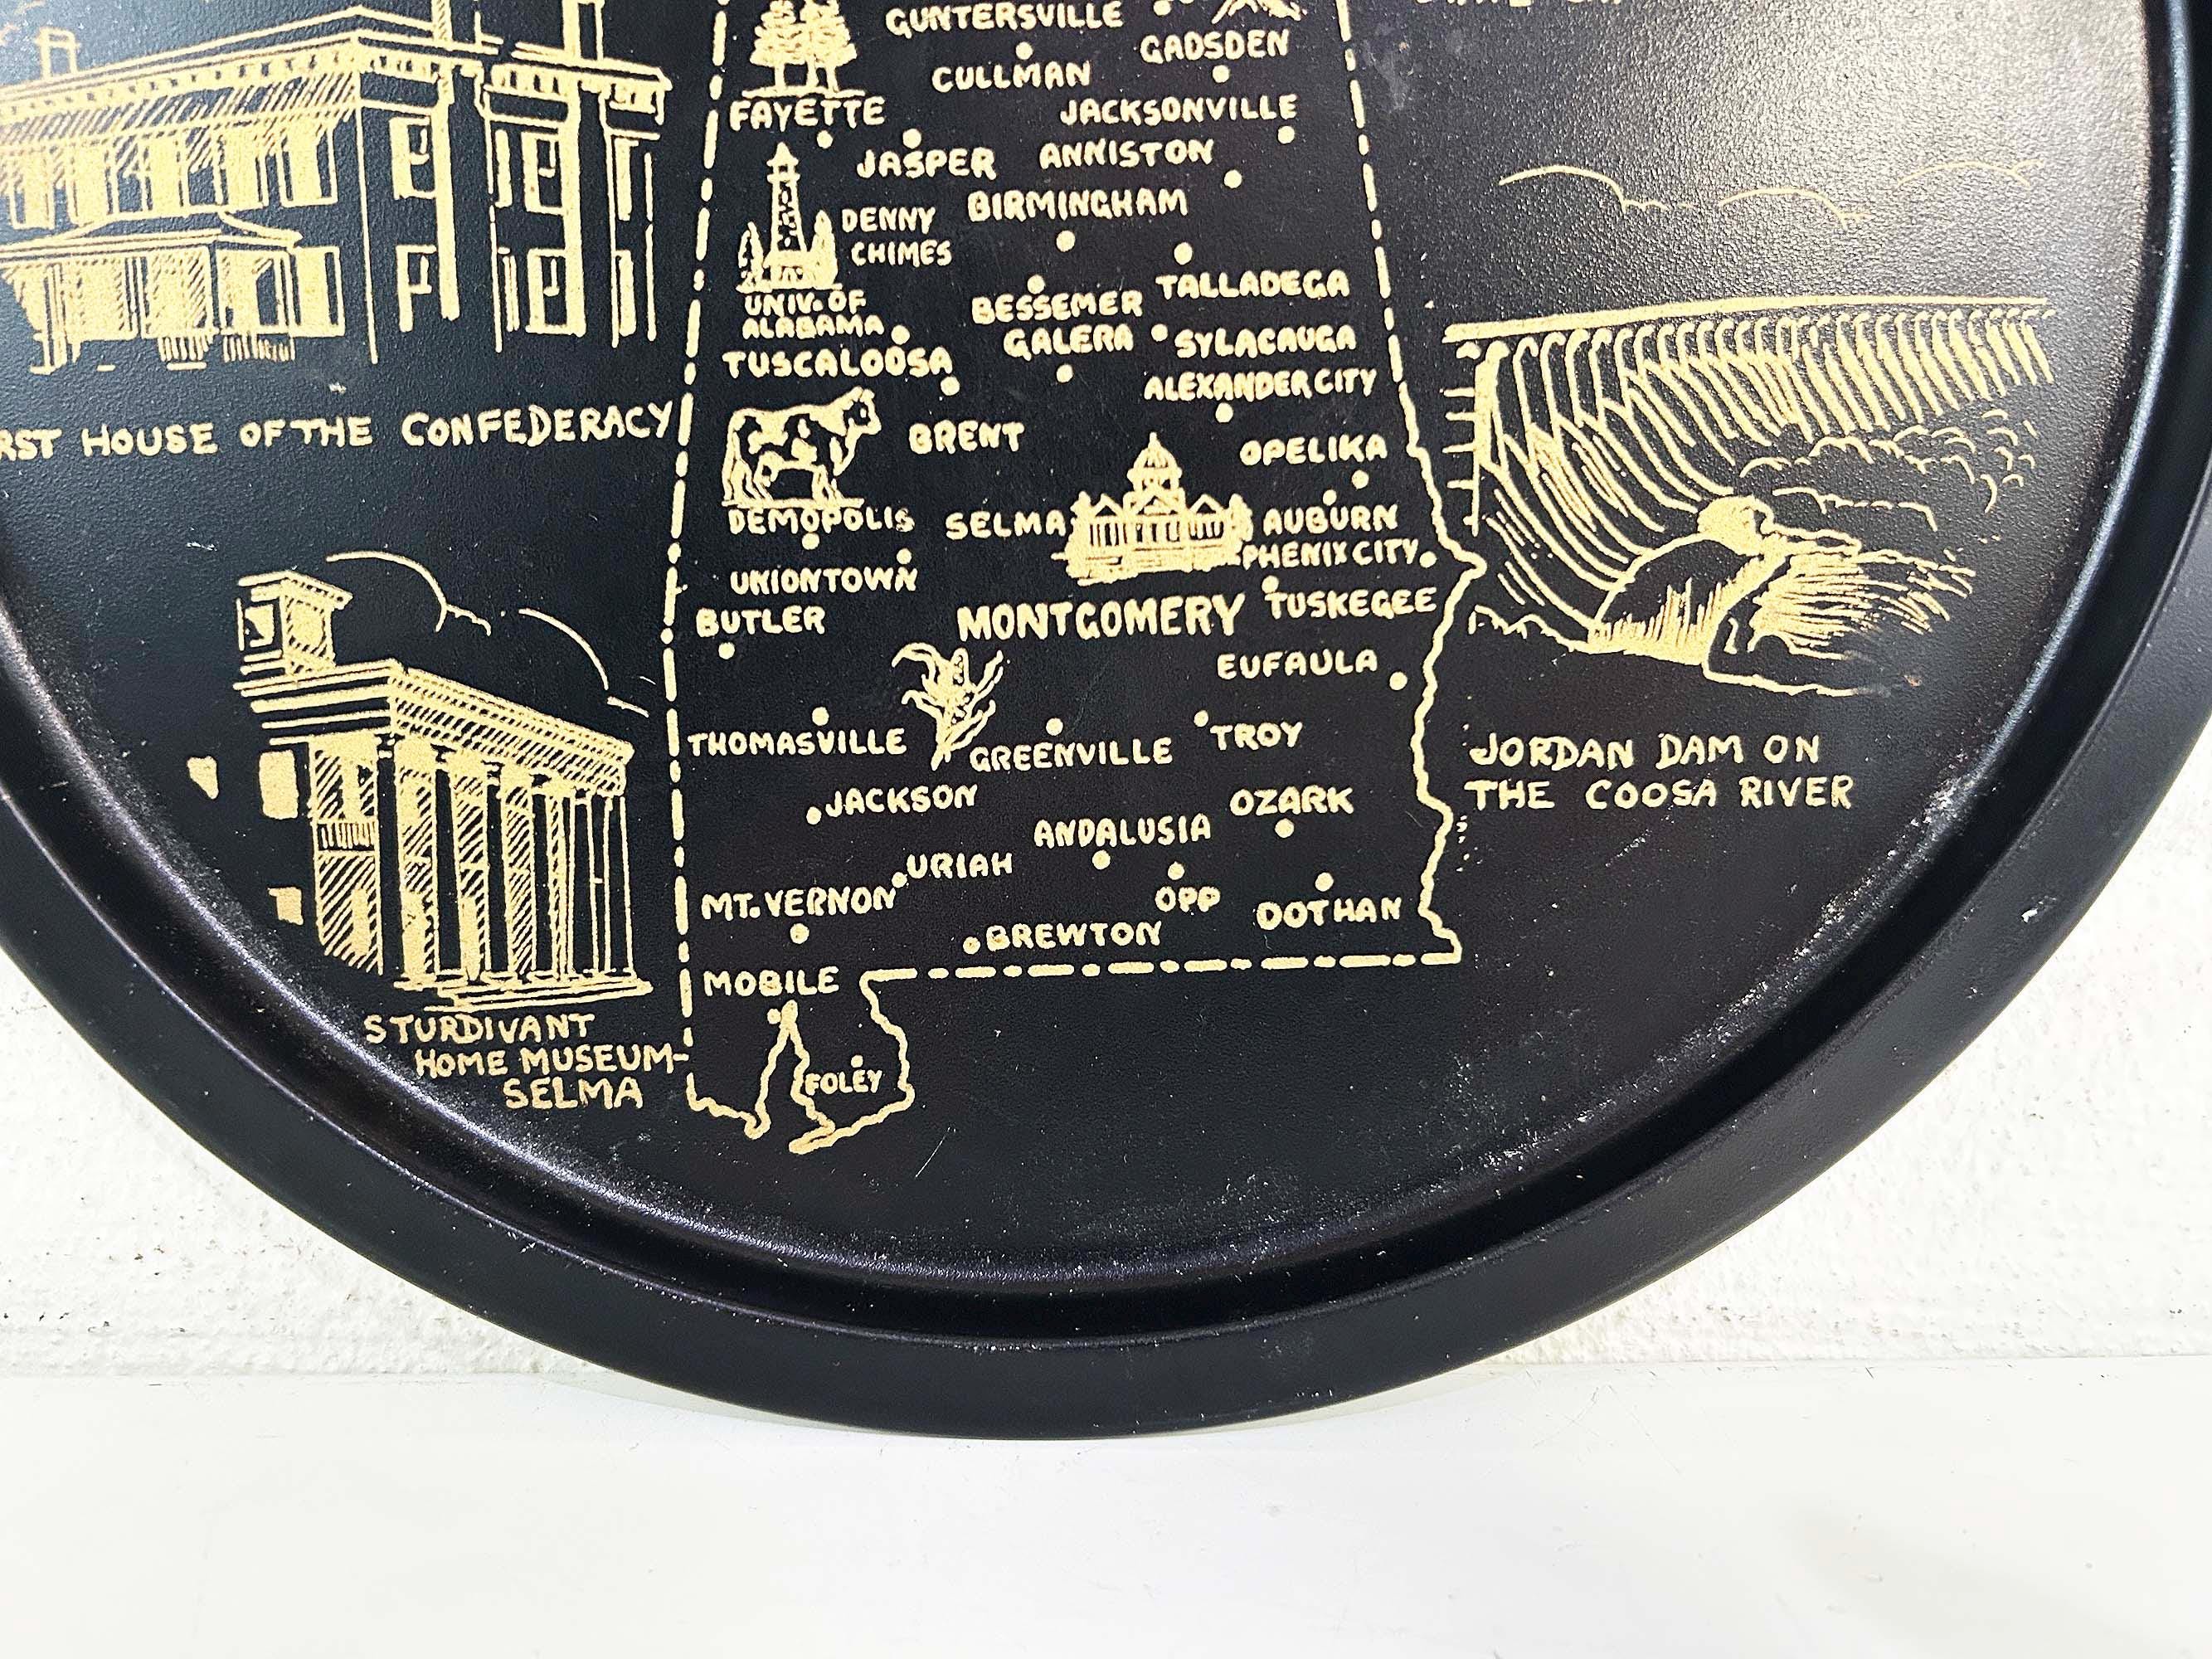 GUNTERSVILLE
GADSDEN
CULLMAN
FAYETTE
JACKSONVILLE
JASPER
ANNISTON
DENNY
CHIMES
BIRMINGHAM
UNIV. OF
ALABAMA
BESSEMER
TALLADEGA
GALERA
SYLACAUGA
TUSCALOOSA
ALEXANDER CITY
HOUSE OF THE CONFEDERACY
BRENT
OPELIKA
DEMOPOLIS
SELMA
AUBURN
PHENIX CITY
UNIONTOWN
BUTLER
MONTGOMERY
TUSKEGEE
EUFAULA
THOMASVILLE
GREENVILLE
TROY
JORDAN DAM ON
THE COOSA RIVER
JACKSON
OZARK
ANDALUSIA
URIAH
MT. VERNON
OPP
DOTHAN
BREWTON
MOBILE
FOLEY
STURDIVANT
HOME MUSEUM-
SELMA